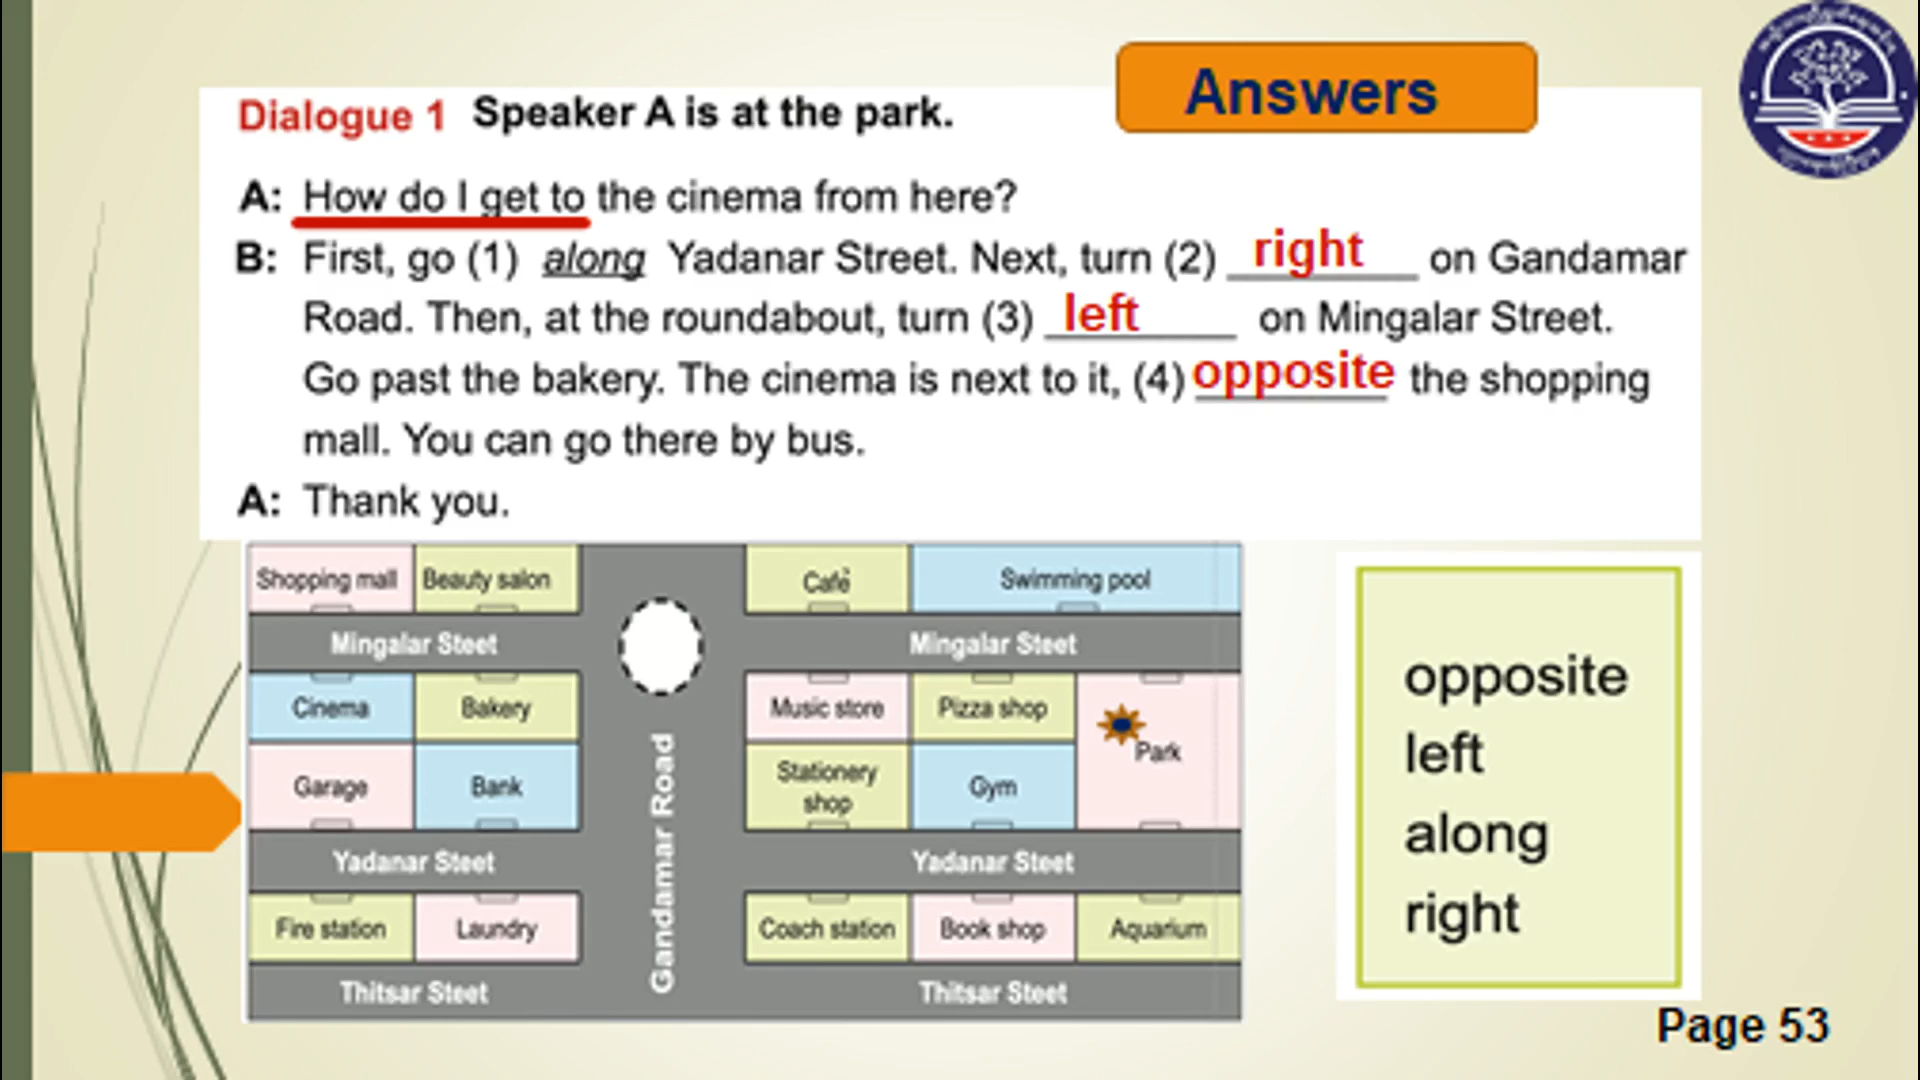 Answers
Dialogue 1 Speaker A is at the park.
A: How do I get to the cinema from here?
B: First, go (1) along Yadanar Street. Next, turn (2) right on Gandamar
Road. Then, at the roundabout, turn (3) left on Mingalar Street.
Go past the bakery. The cinema is next to it, (4) opposite the shopping
mall. You can go there by bus.
A: Thank you.
Shopping mall Beauty salon Café Swimming pool
Mingalar Steet Mingalar Steet
Cinema Bakery Music store Pizza shop Park
Garage Bank Stationery shop Gym
Gandamar Road
Yadanar Steet Yadanar Steet
Fire station Laundry Coach station Book shop Aquarium
Thitsar Steet Thitsar Steet
opposite
left
along
right
Page 53